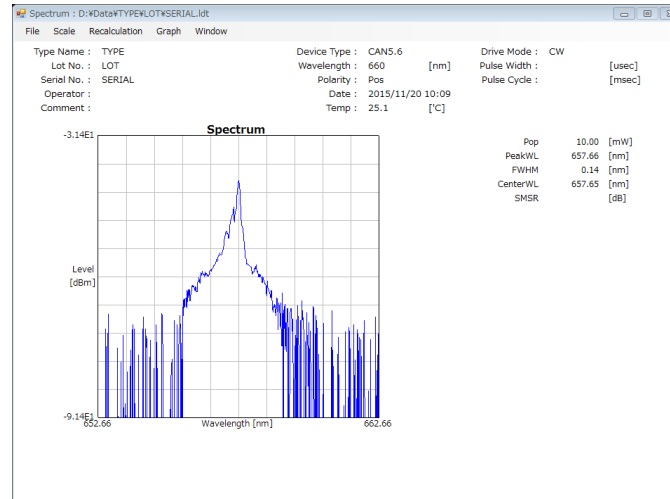 Spectrum : D:¥Data¥TYPE¥LOT¥SERIAL.ldt
File Scale Recalculation Graph Window
Type Name : TYPE Device Type : CAN5.6 Drive Mode : CW
Lot No. : LOT Wavelength : 660 [nm] Pulse Width : [usec]
Serial No. : SERIAL Polarity : Pos Pulse Cycle : [msec]
Operator : Date : 2015/11/20 10:09
Comment : Temp : 25.1 [℃]
Spectrum
-3.14E1
Pop 10.00 [mW]
PeakWL 657.66 [nm]
FWHM 0.14 [nm]
CenterWL 657.65 [nm]
SMSR [dB]
Level
[dBm]
-9.14E1
652.66 Wavelength [nm] 662.66